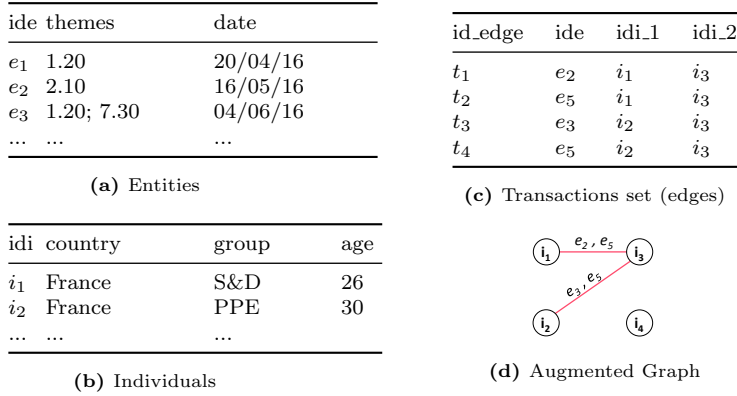 ide themes date
e1 1.20 20/04/16
e2 2.10 16/05/16
e3 1.20; 7.30 04/06/16
... ... ...
(a) Entities
idi country group age
i1 France S&D 26
i2 France PPE 30
... ... ...
(b) Individuals
id_edge ide idi_1 idi_2
t1 e2 i1 i3
t2 e5 i1 i3
t3 e3 i2 i3
t4 e5 i2 i3
(c) Transactions set (edges)
i1 e2 , e5 i3
e3, e5
i2 i4
(d) Augmented Graph